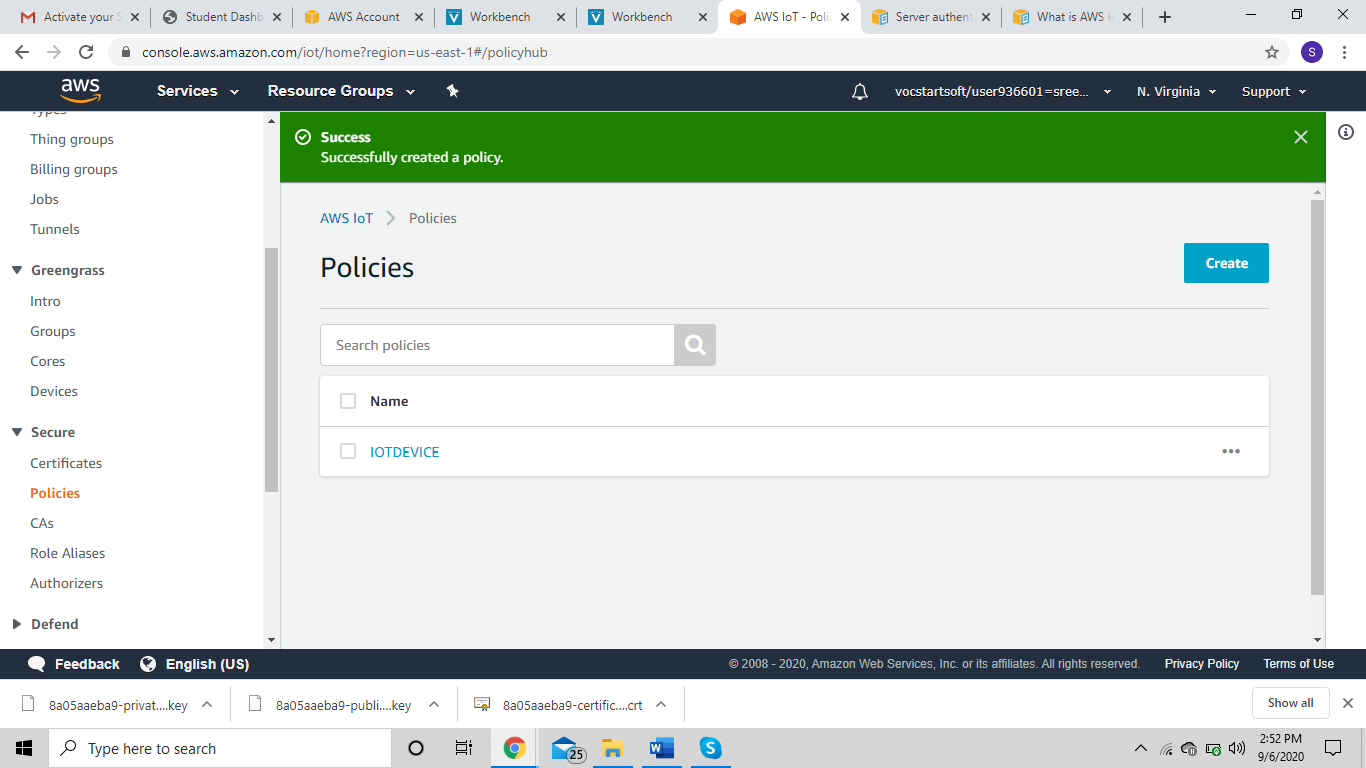 Activate your S
Student Dashb
AWS Account
Workbench
Workbench
AWS IoT - Poli
Server authent
What is AWS I
console.aws.amazon.com/iot/home?region=us-east-1#/policyhub
S
aws
Services
Resource Groups
vocstartsoft/user936601=sree...
N. Virginia
Support
Types
Thing groups
Billing groups
Jobs
Tunnels
Greengrass
Intro
Groups
Cores
Devices
Secure
Certificates
Policies
CAs
Role Aliases
Authorizers
Defend
Success
Successfully created a policy.
AWS IoT
Policies
Policies
Create
Search policies
Name
IOTDEVICE
Feedback
English (US)
© 2008 - 2020, Amazon Web Services, Inc. or its affiliates. All rights reserved.
Privacy Policy
Terms of Use
8a05aaeba9-privat....key
8a05aaeba9-publi....key
8a05aaeba9-certific....crt
Show all
Type here to search
25
2:52 PM
9/6/2020